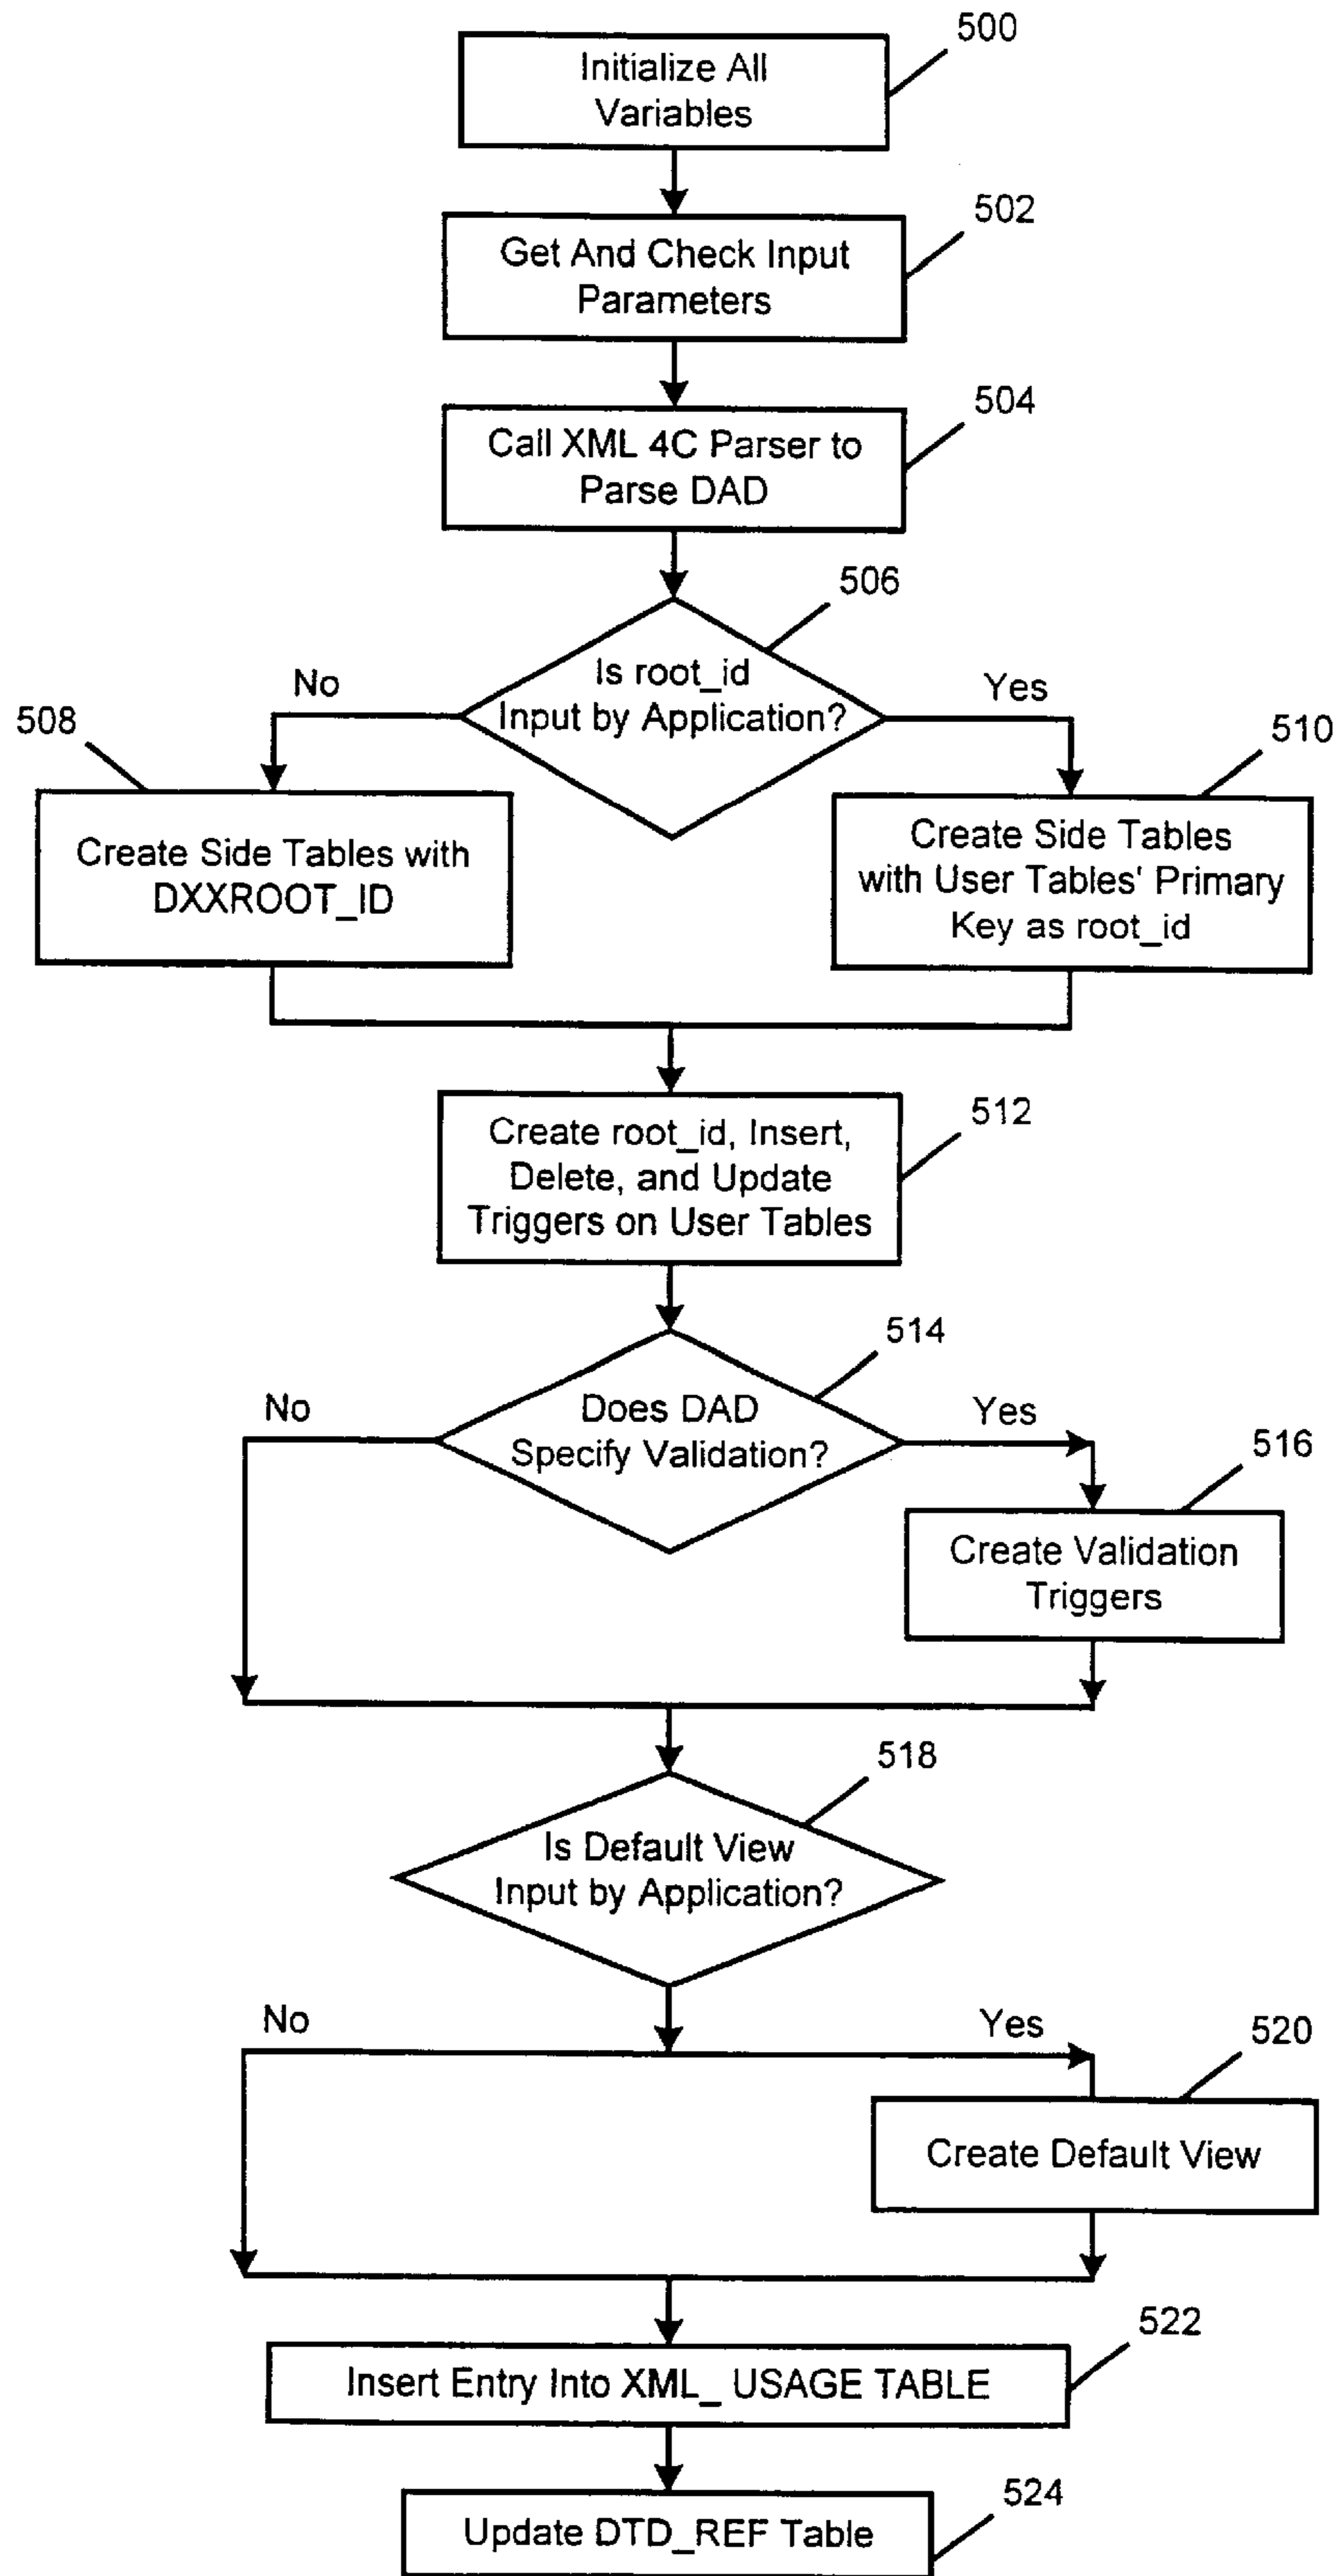 500
Initialize All
Variables
502
Get And Check Input
Parameters
504
Call XML 4C Parser to
Parse DAD
506
Is root_id
Input by Application?
No
Yes
508
510
Create Side Tables with
DXXROOT_ID
Create Side Tables
with User Tables' Primary
Key as root_id
512
Create root_id, Insert,
Delete, and Update
Triggers on User Tables
514
Does DAD
Specify Validation?
No
Yes
516
Create Validation
Triggers
518
Is Default View
Input by Application?
No
Yes
520
Create Default View
522
Insert Entry Into XML_ USAGE TABLE
524
Update DTD_REF Table